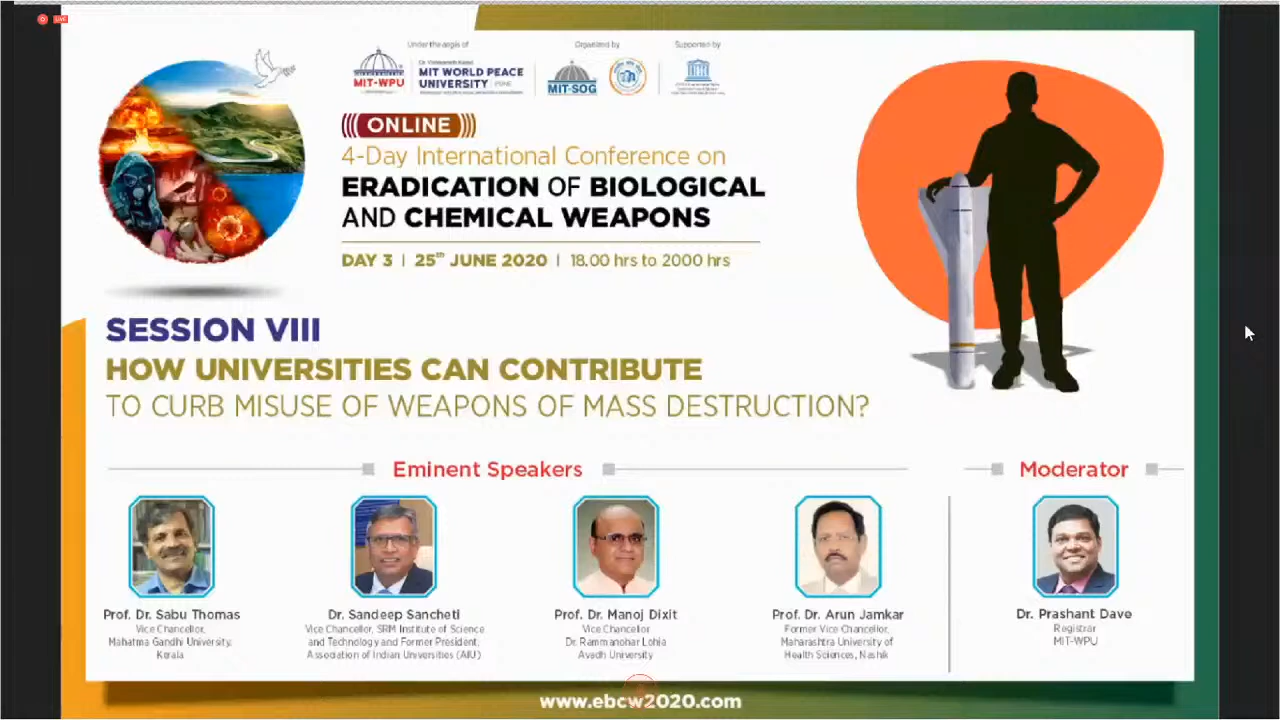 LIVE
Under the aegis of
Organized by
Supported by
MIT-WPU
Dr. Vishwanath Karad
MIT WORLD PEACE
UNIVERSITY | PUNE
MIT-SOG
ONLINE
4-Day International Conference on
ERADICATION OF BIOLOGICAL
AND CHEMICAL WEAPONS
DAY 3 | 25th JUNE 2020 | 18.00 hrs to 2000 hrs
SESSION VIII
HOW UNIVERSITIES CAN CONTRIBUTE
TO CURB MISUSE OF WEAPONS OF MASS DESTRUCTION?
Eminent Speakers
Moderator
Prof. Dr. Sabu Thomas
Vice Chancellor,
Mahatma Gandhi University,
Kerala
Dr. Sandeep Sancheti
Vice Chancellor, SRM Institute of Science
and Technology and Former President,
Association of Indian Universities (AIU)
Prof. Dr. Manoj Dixit
Vice Chancellor
Dr. Rammanohar Lohia
Avadh University
Prof. Dr. Arun Jamkar
Former Vice Chancellor,
Maharashtra University of
Health Sciences, Nashik
Dr. Prashant Dave
Registrar
MIT-WPU
www.ebcw2020.com